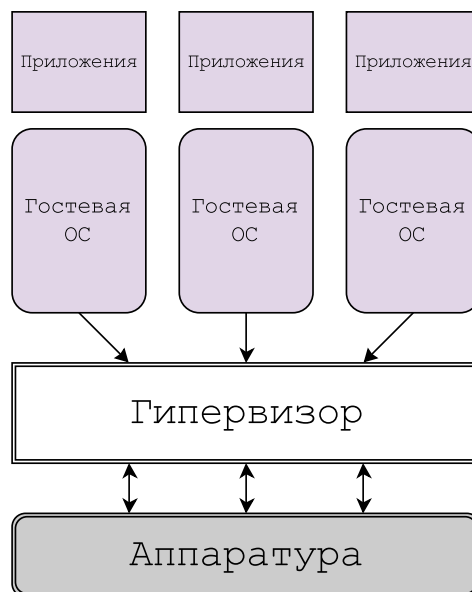 Приложения
Приложения
Приложения
Гостевая
ОС
Гостевая
ОС
Гостевая
ОС
Гипервизор
Аппаратура